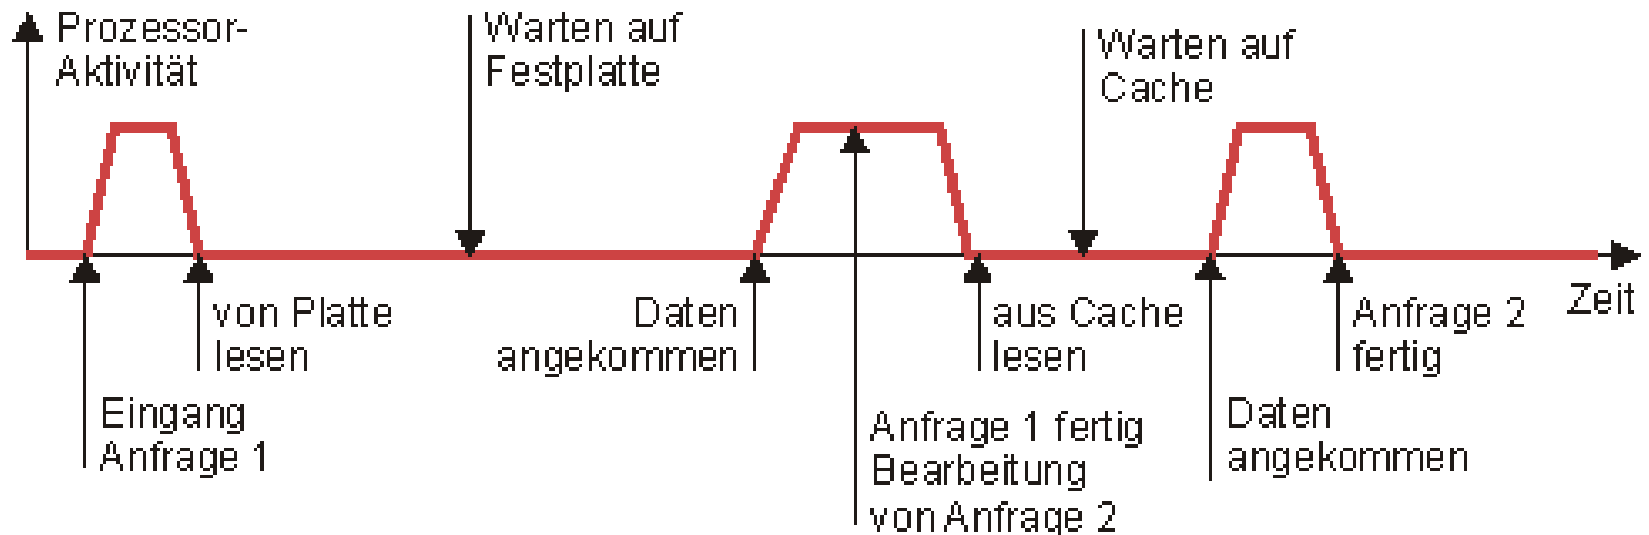 Prozessor-
Aktivität
Warten auf
Festplatte
Warten auf
Cache
von Platte
lesen
Daten
angekommen
aus Cache
lesen
Anfrage 2
fertig
Zeit
Eingang
Anfrage 1
Anfrage 1 fertig
Bearbeitung
von Anfrage 2
Daten
angekommen